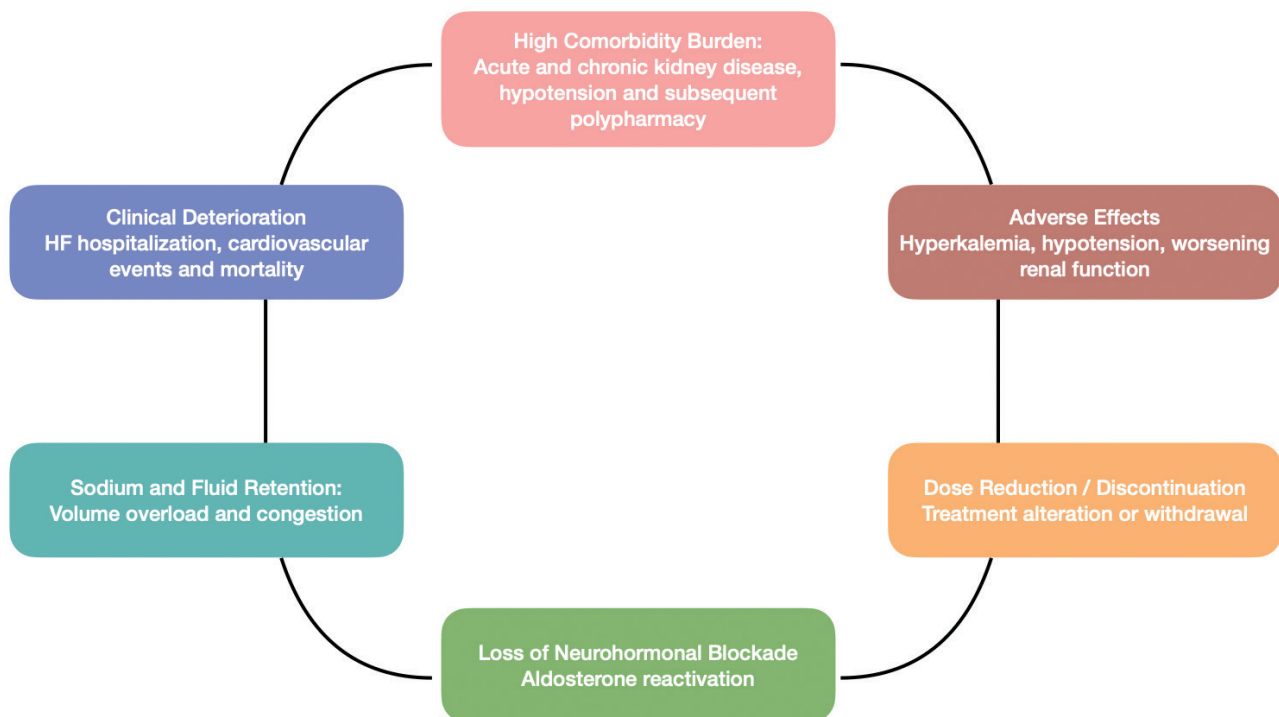 High Comorbidity Burden:
Acute and chronic kidney disease,
hypotension and subsequent
polypharmacy
Adverse Effects
Hyperkalemia, hypotension, worsening
renal function
Dose Reduction / Discontinuation
Treatment alteration or withdrawal
Loss of Neurohormonal Blockade
Aldosterone reactivation
Sodium and Fluid Retention:
Volume overload and congestion
Clinical Deterioration
HF hospitalization, cardiovascular
events and mortality